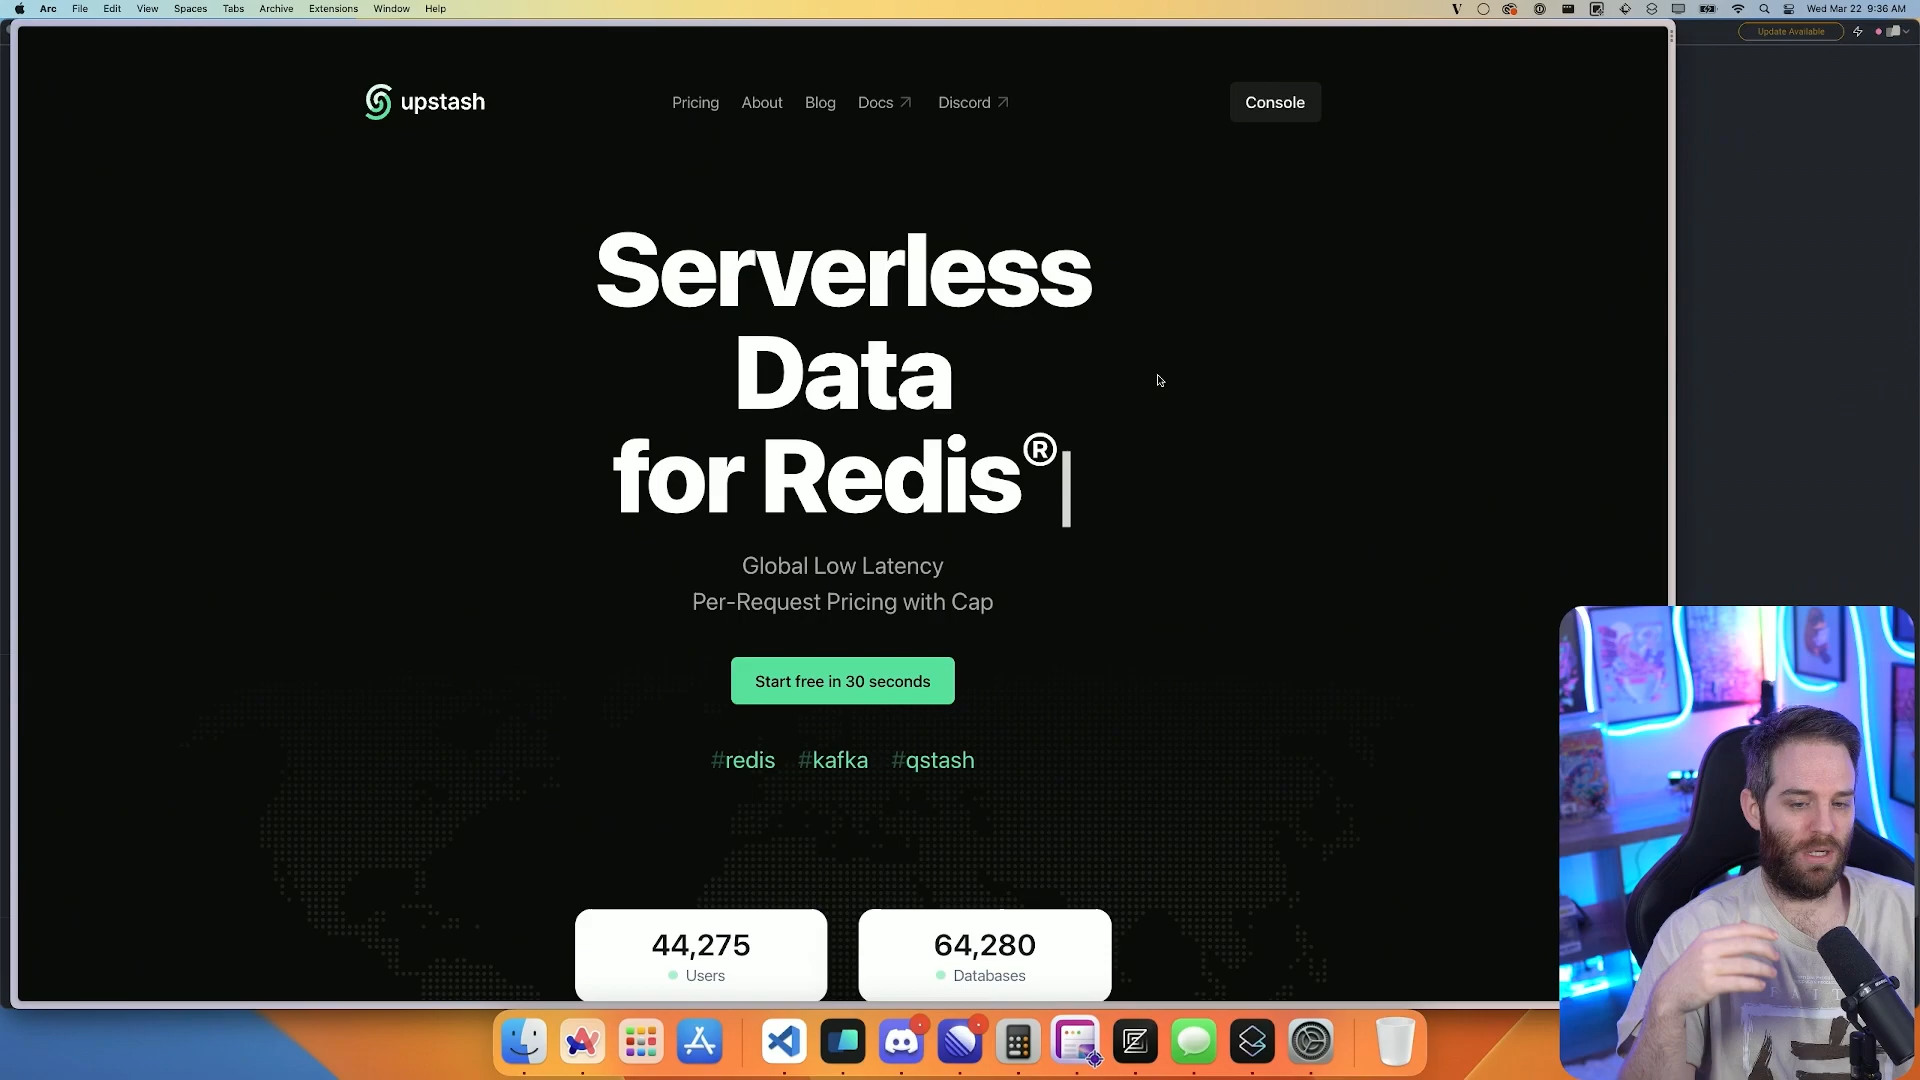 Arc File Edit View Spaces Tabs Archive Extensions Window Help
Wed Mar 22 9:36 AM
Update Available
upstash
Pricing About Blog Docs Discord
Console
Serverless
Data
for Redis®
Global Low Latency
Per-Request Pricing with Cap
Start free in 30 seconds
#redis #kafka #qstash
44,275
Users
64,280
Databases